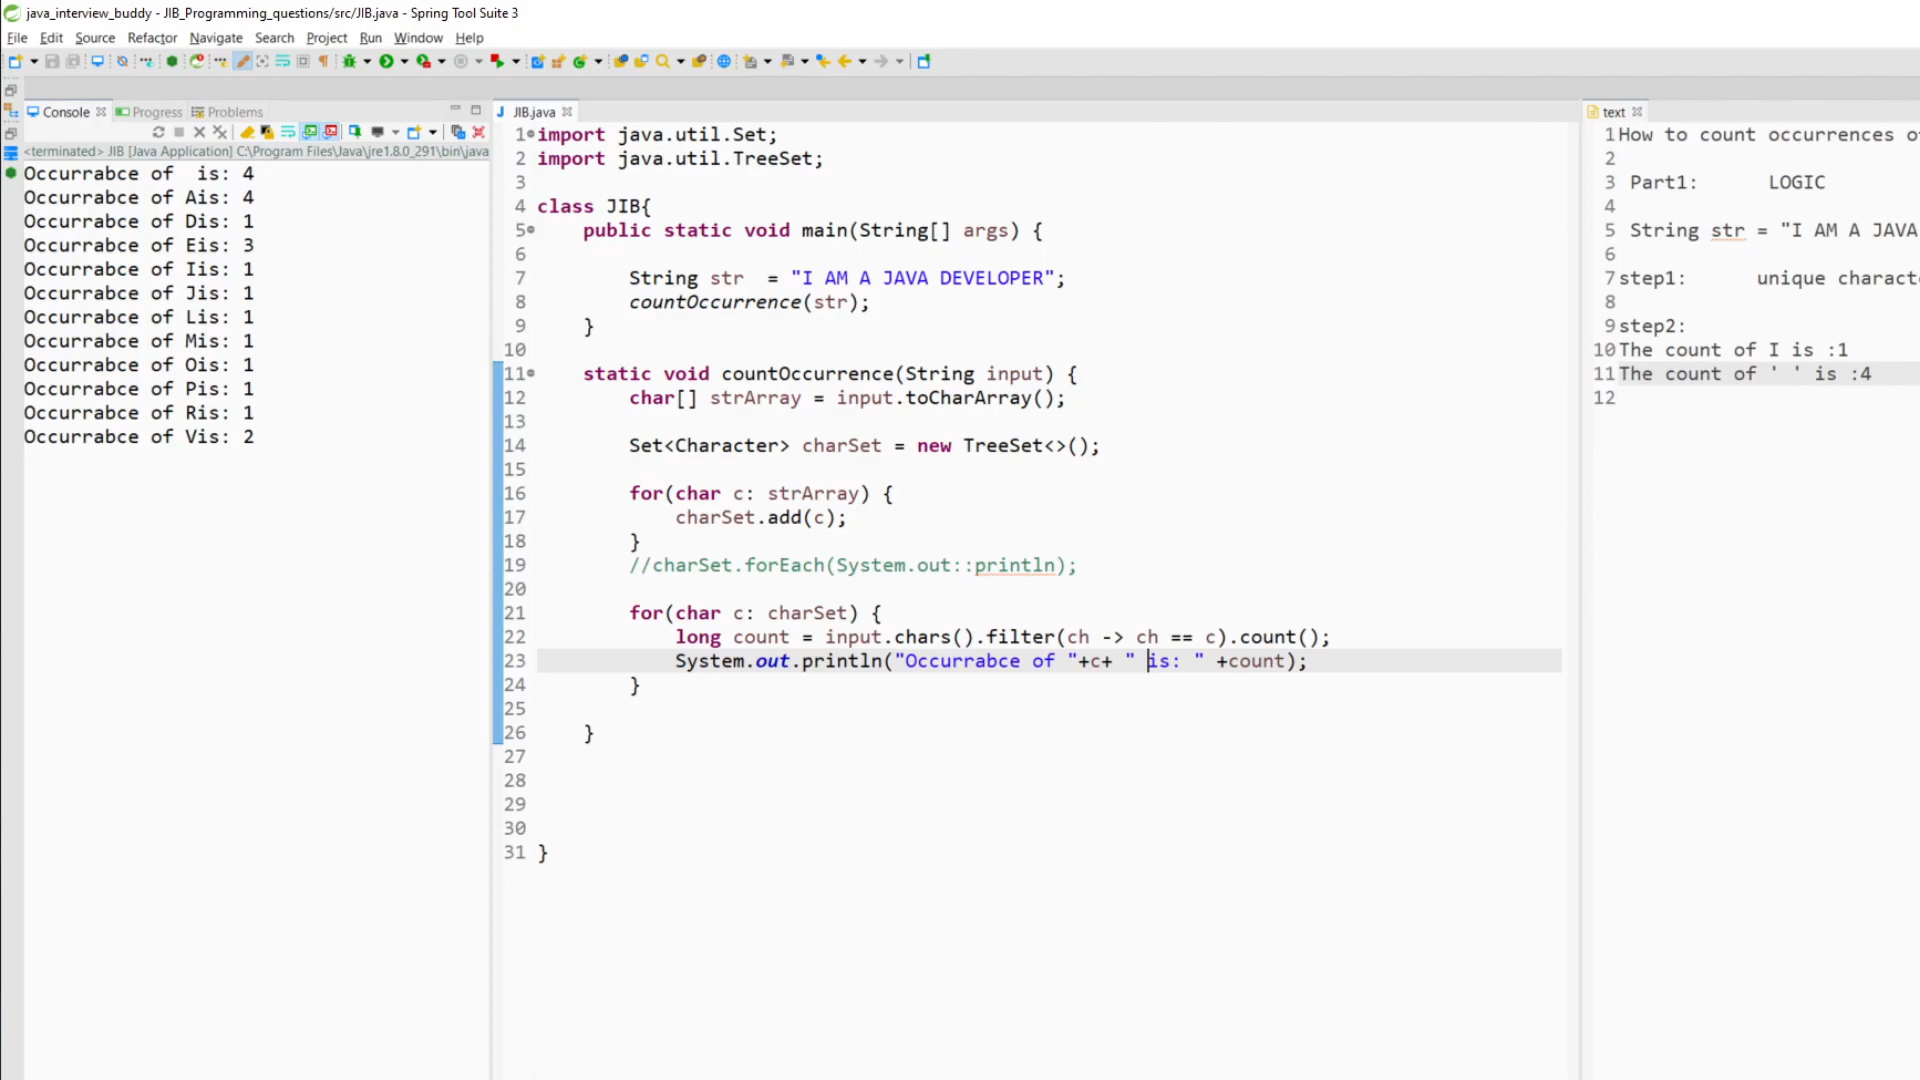 java_interview_buddy - JIB_Programming_questions/src/JIB.java - Spring Tool Suite 3
File Edit Source Refactor Navigate Search Project Run Window Help
Console Progress Problems
<terminated> JIB [Java Application] C:\Program Files\Java\jre1.8.0_291\bin\java
Occurrabce of  is: 4
Occurrabce of Ais: 4
Occurrabce of Dis: 1
Occurrabce of Eis: 3
Occurrabce of Iis: 1
Occurrabce of Jis: 1
Occurrabce of Lis: 1
Occurrabce of Mis: 1
Occurrabce of Ois: 1
Occurrabce of Pis: 1
Occurrabce of Ris: 1
Occurrabce of Vis: 2
JIB.java
1 import java.util.Set;
2 import java.util.TreeSet;
3
4 class JIB{
5     public static void main(String[] args) {
6
7         String str  = "I AM A JAVA DEVELOPER";
8         countOccurrence(str);
9     }
10
11     static void countOccurrence(String input) {
12         char[] strArray = input.toCharArray();
13
14         Set<Character> charSet = new TreeSet<>();
15
16         for(char c: strArray) {
17             charSet.add(c);
18         }
19         //charSet.forEach(System.out::println);
20
21         for(char c: charSet) {
22             long count = input.chars().filter(ch -> ch == c).count();
23             System.out.println("Occurrabce of "+c+ " is: " +count);
24         }
25
26     }
27
28
29
30
31 }
text
1 How to count occurrences
2
3 Part1:      LOGIC
4
5 String str = "I AM A JAVA
6
7 step1:      unique
8
9 step2:
10 The count of I is :1
11 The count of ' ' is :4
12